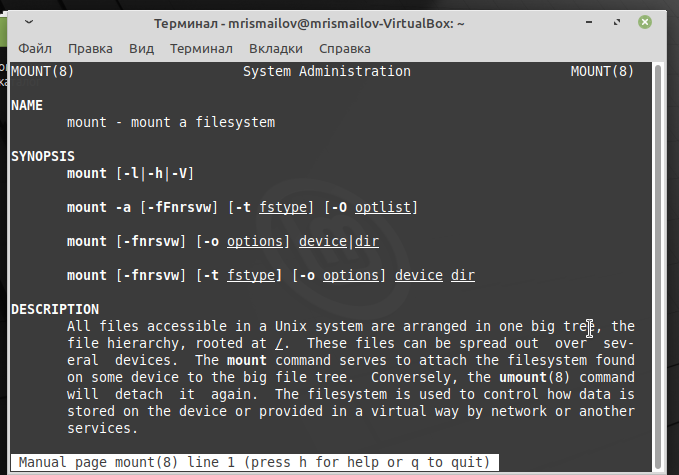 Терминал - mrismailov@mrismailov-VirtualBox: ~
Файл Правка Вид Терминал Вкладки Справка
MOUNT(8) System Administration MOUNT(8)
NAME
mount - mount a filesystem
SYNOPSIS
mount [-l|-h|-V]
mount -a [-fFnrsvw] [-t fstype] [-O optlist]
mount [-fnrsvw] [-o options] device|dir
mount [-fnrsvw] [-t fstype] [-o options] device dir
DESCRIPTION
All files accessible in a Unix system are arranged in one big tree, the
file hierarchy, rooted at /. These files can be spread out over sev-
eral devices. The mount command serves to attach the filesystem found
on some device to the big file tree. Conversely, the umount(8) command
will detach it again. The filesystem is used to control how data is
stored on the device or provided in a virtual way by network or another
services.
Manual page mount(8) line 1 (press h for help or q to quit)